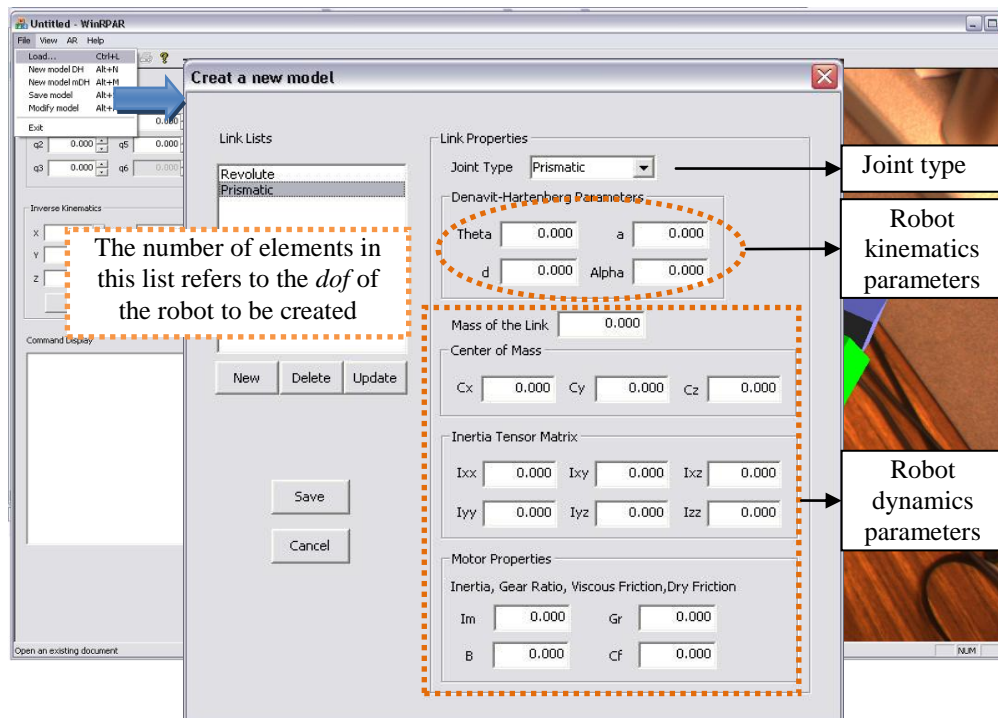 Untitled - WinRPAR
File View AR Help
Load... Ctrl+L
New model DH Alt+N
New model mDH Alt+M
Save model Alt+
Modify model Alt+
Exit
0.000
q2 0.000 q5 0.000
q3 0.000 q6 0.000
Inverse Kinematics
X
Y
Z
Command Display
Open an existing document
NUM
Creat a new model
Link Lists
Revolute
Prismatic
The number of elements in
this list refers to the dof of
the robot to be created
New Delete Update
Save
Cancel
Link Properties
Joint Type Prismatic
Denavit-Hartenberg Parameters
Theta 0.000 a 0.000
d 0.000 Alpha 0.000
Mass of the Link 0.000
Center of Mass
Cx 0.000 Cy 0.000 Cz 0.000
Inertia Tensor Matrix
Ixx 0.000 Ixy 0.000 Ixz 0.000
Iyy 0.000 Iyz 0.000 Izz 0.000
Motor Properties
Inertia, Gear Ratio, Viscous Friction,Dry Friction
Im 0.000 Gr 0.000
B 0.000 Cf 0.000
Joint type
Robot
kinematics
parameters
Robot
dynamics
parameters